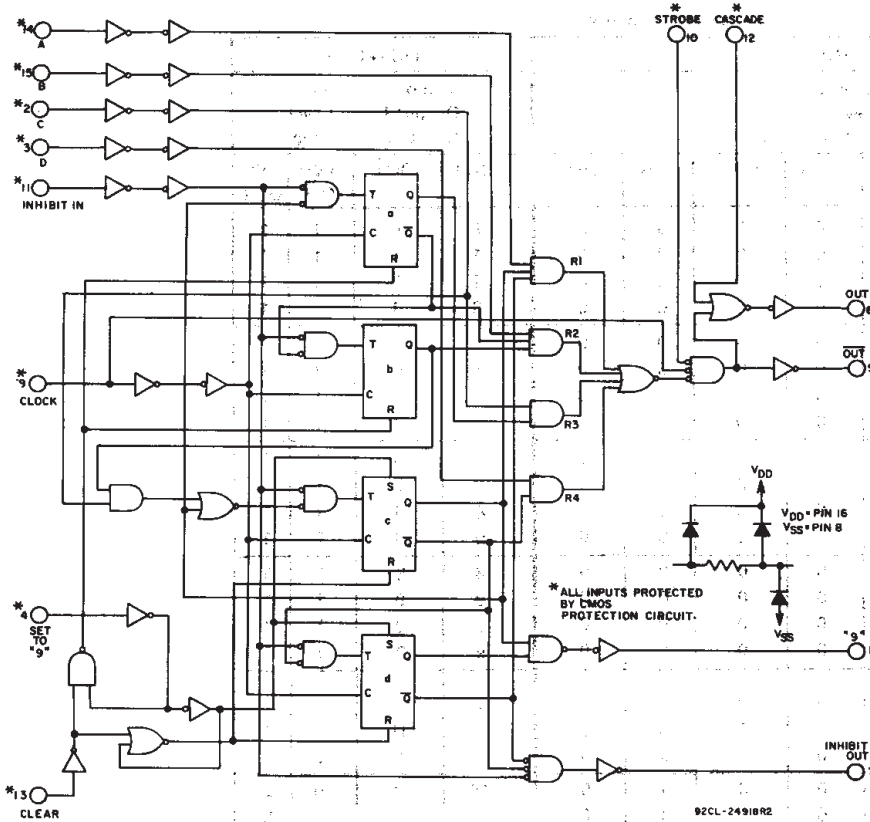 *14
A
*15
B
*2
C
*3
D
*11
INHIBIT IN
*
STROBE
10
*
CASCADE
12
T
Q
a
C
Q̅
R
R1
T
Q
b
C
R
R2
R3
R4
OUT
6
O̅U̅T̅
*
9
CLOCK
S
T
Q
c
C
Q̅
R
V_DD
V_DD = PIN 16
V_SS = PIN 8
V_SS
*ALL INPUTS PROTECTED
BY CMOS
PROTECTION CIRCUIT.
*4
SET
TO
"9"
S
T
Q
d
C
Q̅
R
"9"
INHIBIT
OUT
*13
CLEAR
92CL-24918R2